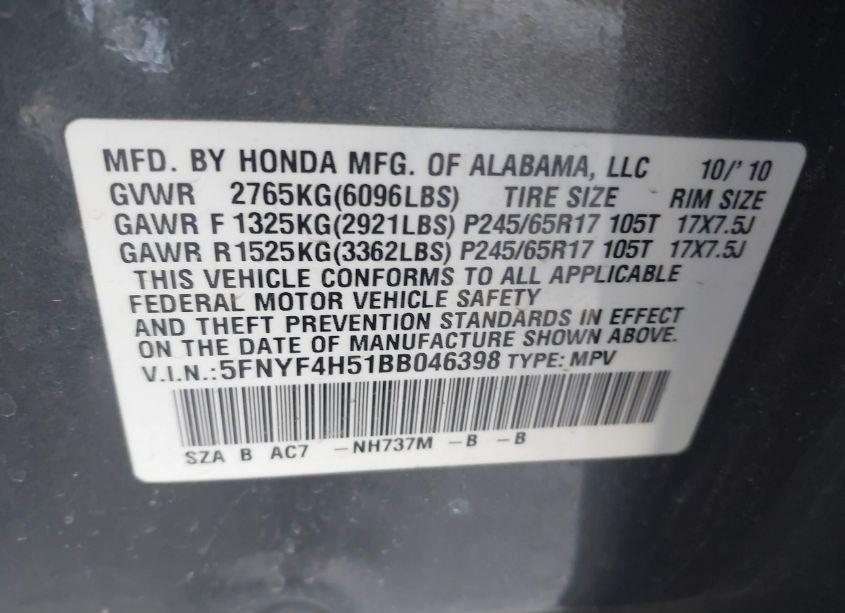 MFD. BY HONDA MFG. OF ALABAMA, LLC 10/'10
GVWR 2765KG(6096LBS) TIRE SIZE RIM SIZE
GAWR F 1325KG(2921LBS) P245/65R17 105T 17X7.5J
GAWR R 1525KG(3362LBS) P245/65R17 105T 17X7.5J
THIS VEHICLE CONFORMS TO ALL APPLICABLE
FEDERAL MOTOR VEHICLE SAFETY
AND THEFT PREVENTION STANDARDS IN EFFECT
ON THE DATE OF MANUFACTURE SHOWN ABOVE.
V.I.N.:5FNYF4H51BB046398 TYPE: MPV
SZA B AC7 -NH737M -B -B